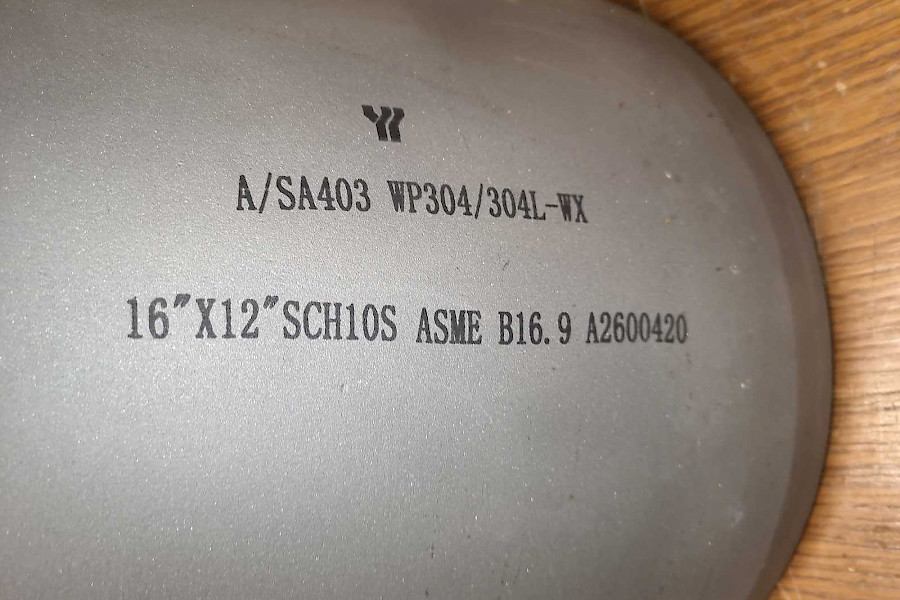 A/SA403 WP304/304L-WX
16"X12"SCH10S ASME B16.9 A2600420